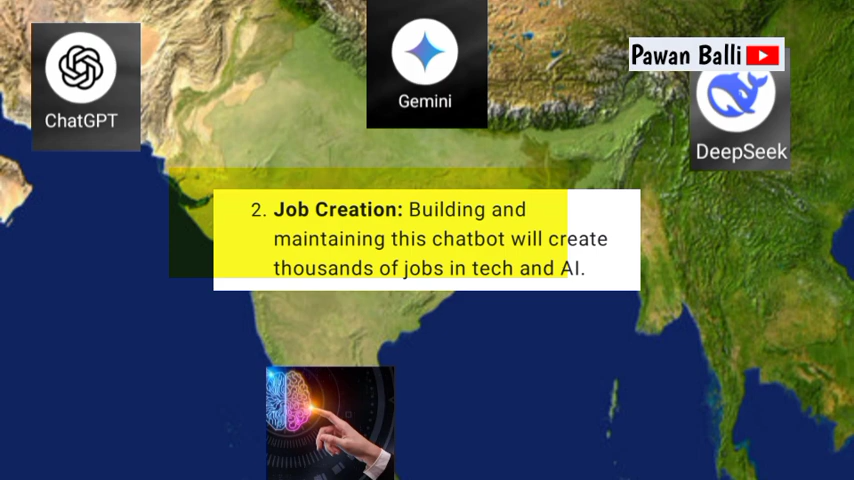 Pawan Balli
ChatGPT
Gemini
DeepSeek
2. Job Creation: Building and
maintaining this chatbot will create
thousands of jobs in tech and AI.